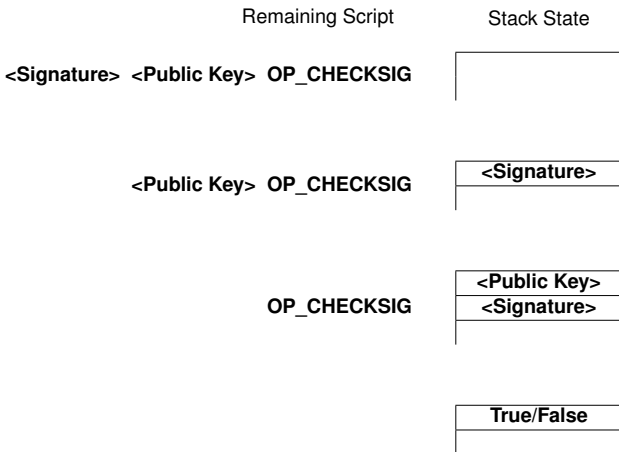 Remaining Script Stack State
<Signature> <Public Key> OP_CHECKSIG
<Public Key> OP_CHECKSIG <Signature>
<Public Key>
OP_CHECKSIG <Signature>
True/False